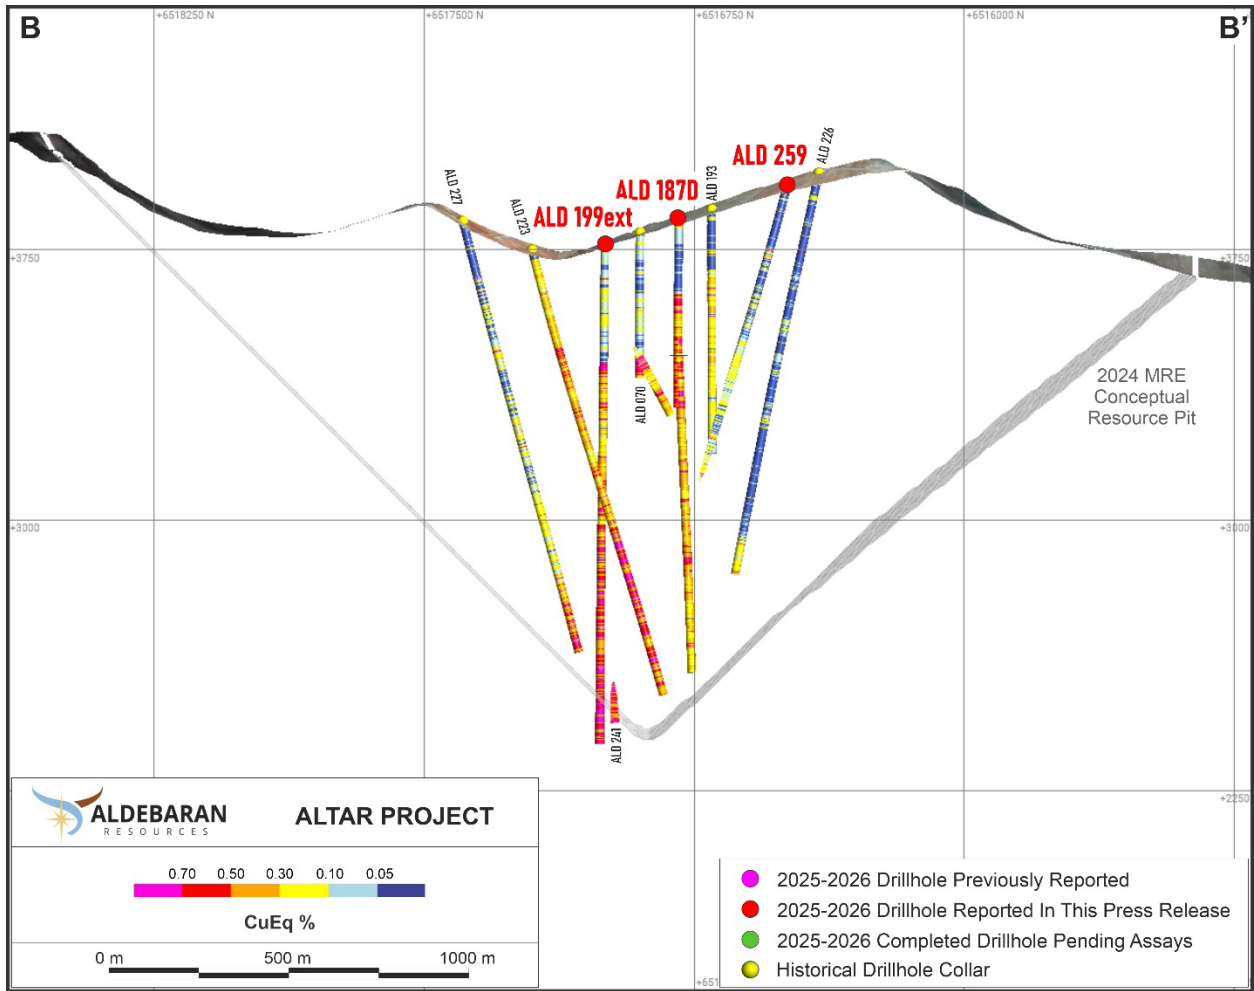 B
B'
+6518250 N
+6517500 N
+6516750 N
+6516000 N
ALD 226
ALD 259
ALD 227
ALD 187D
ALD 193
ALD 223
ALD 199ext
+3750
+3750
2024 MRE
Conceptual
Resource Pit
ALD 070
+3000
+3000
ALD 241
+2250
ALDEBARAN
RESOURCES
ALTAR PROJECT
0.70 0.50 0.30 0.10 0.05
CuEq %
0 m 500 m 1000 m
2025-2026 Drillhole Previously Reported
2025-2026 Drillhole Reported In This Press Release
2025-2026 Completed Drillhole Pending Assays
Historical Drillhole Collar